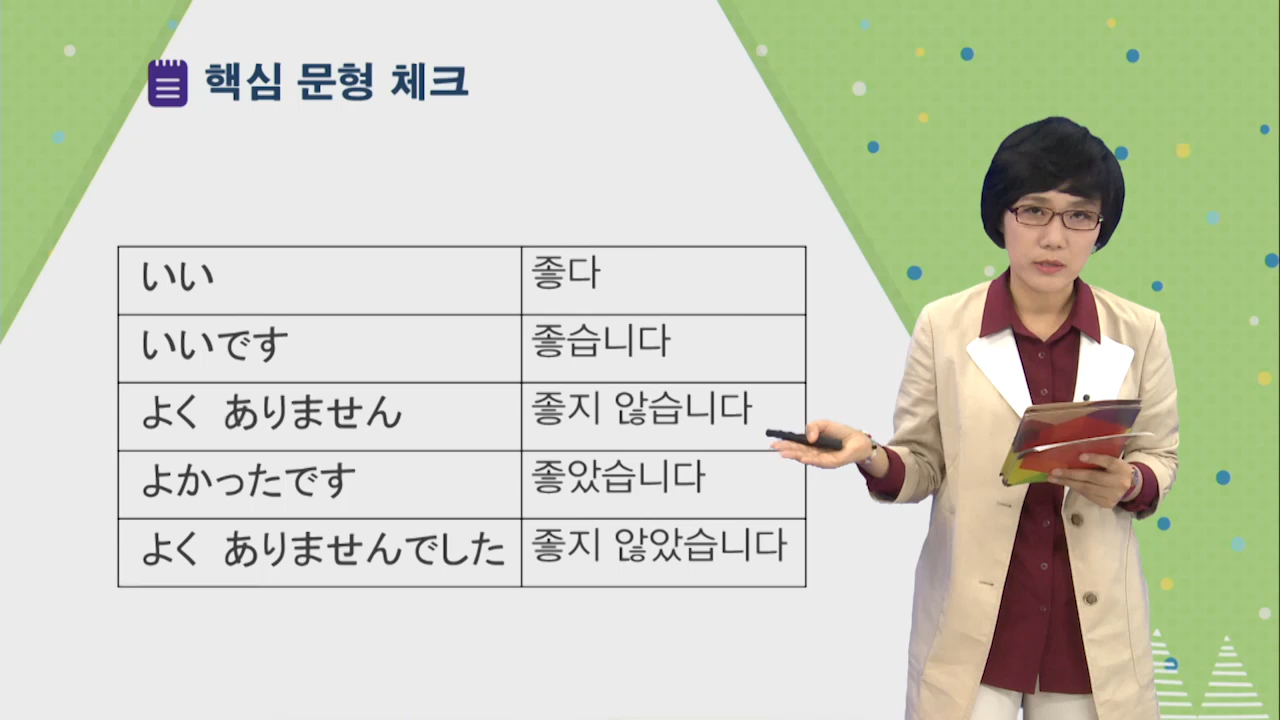 핵심 문형 체크
いい 좋다
いいです 좋습니다
よく ありません 좋지 않습니다
よかったです 좋았습니다
よく ありませんでした 좋지 않았습니다